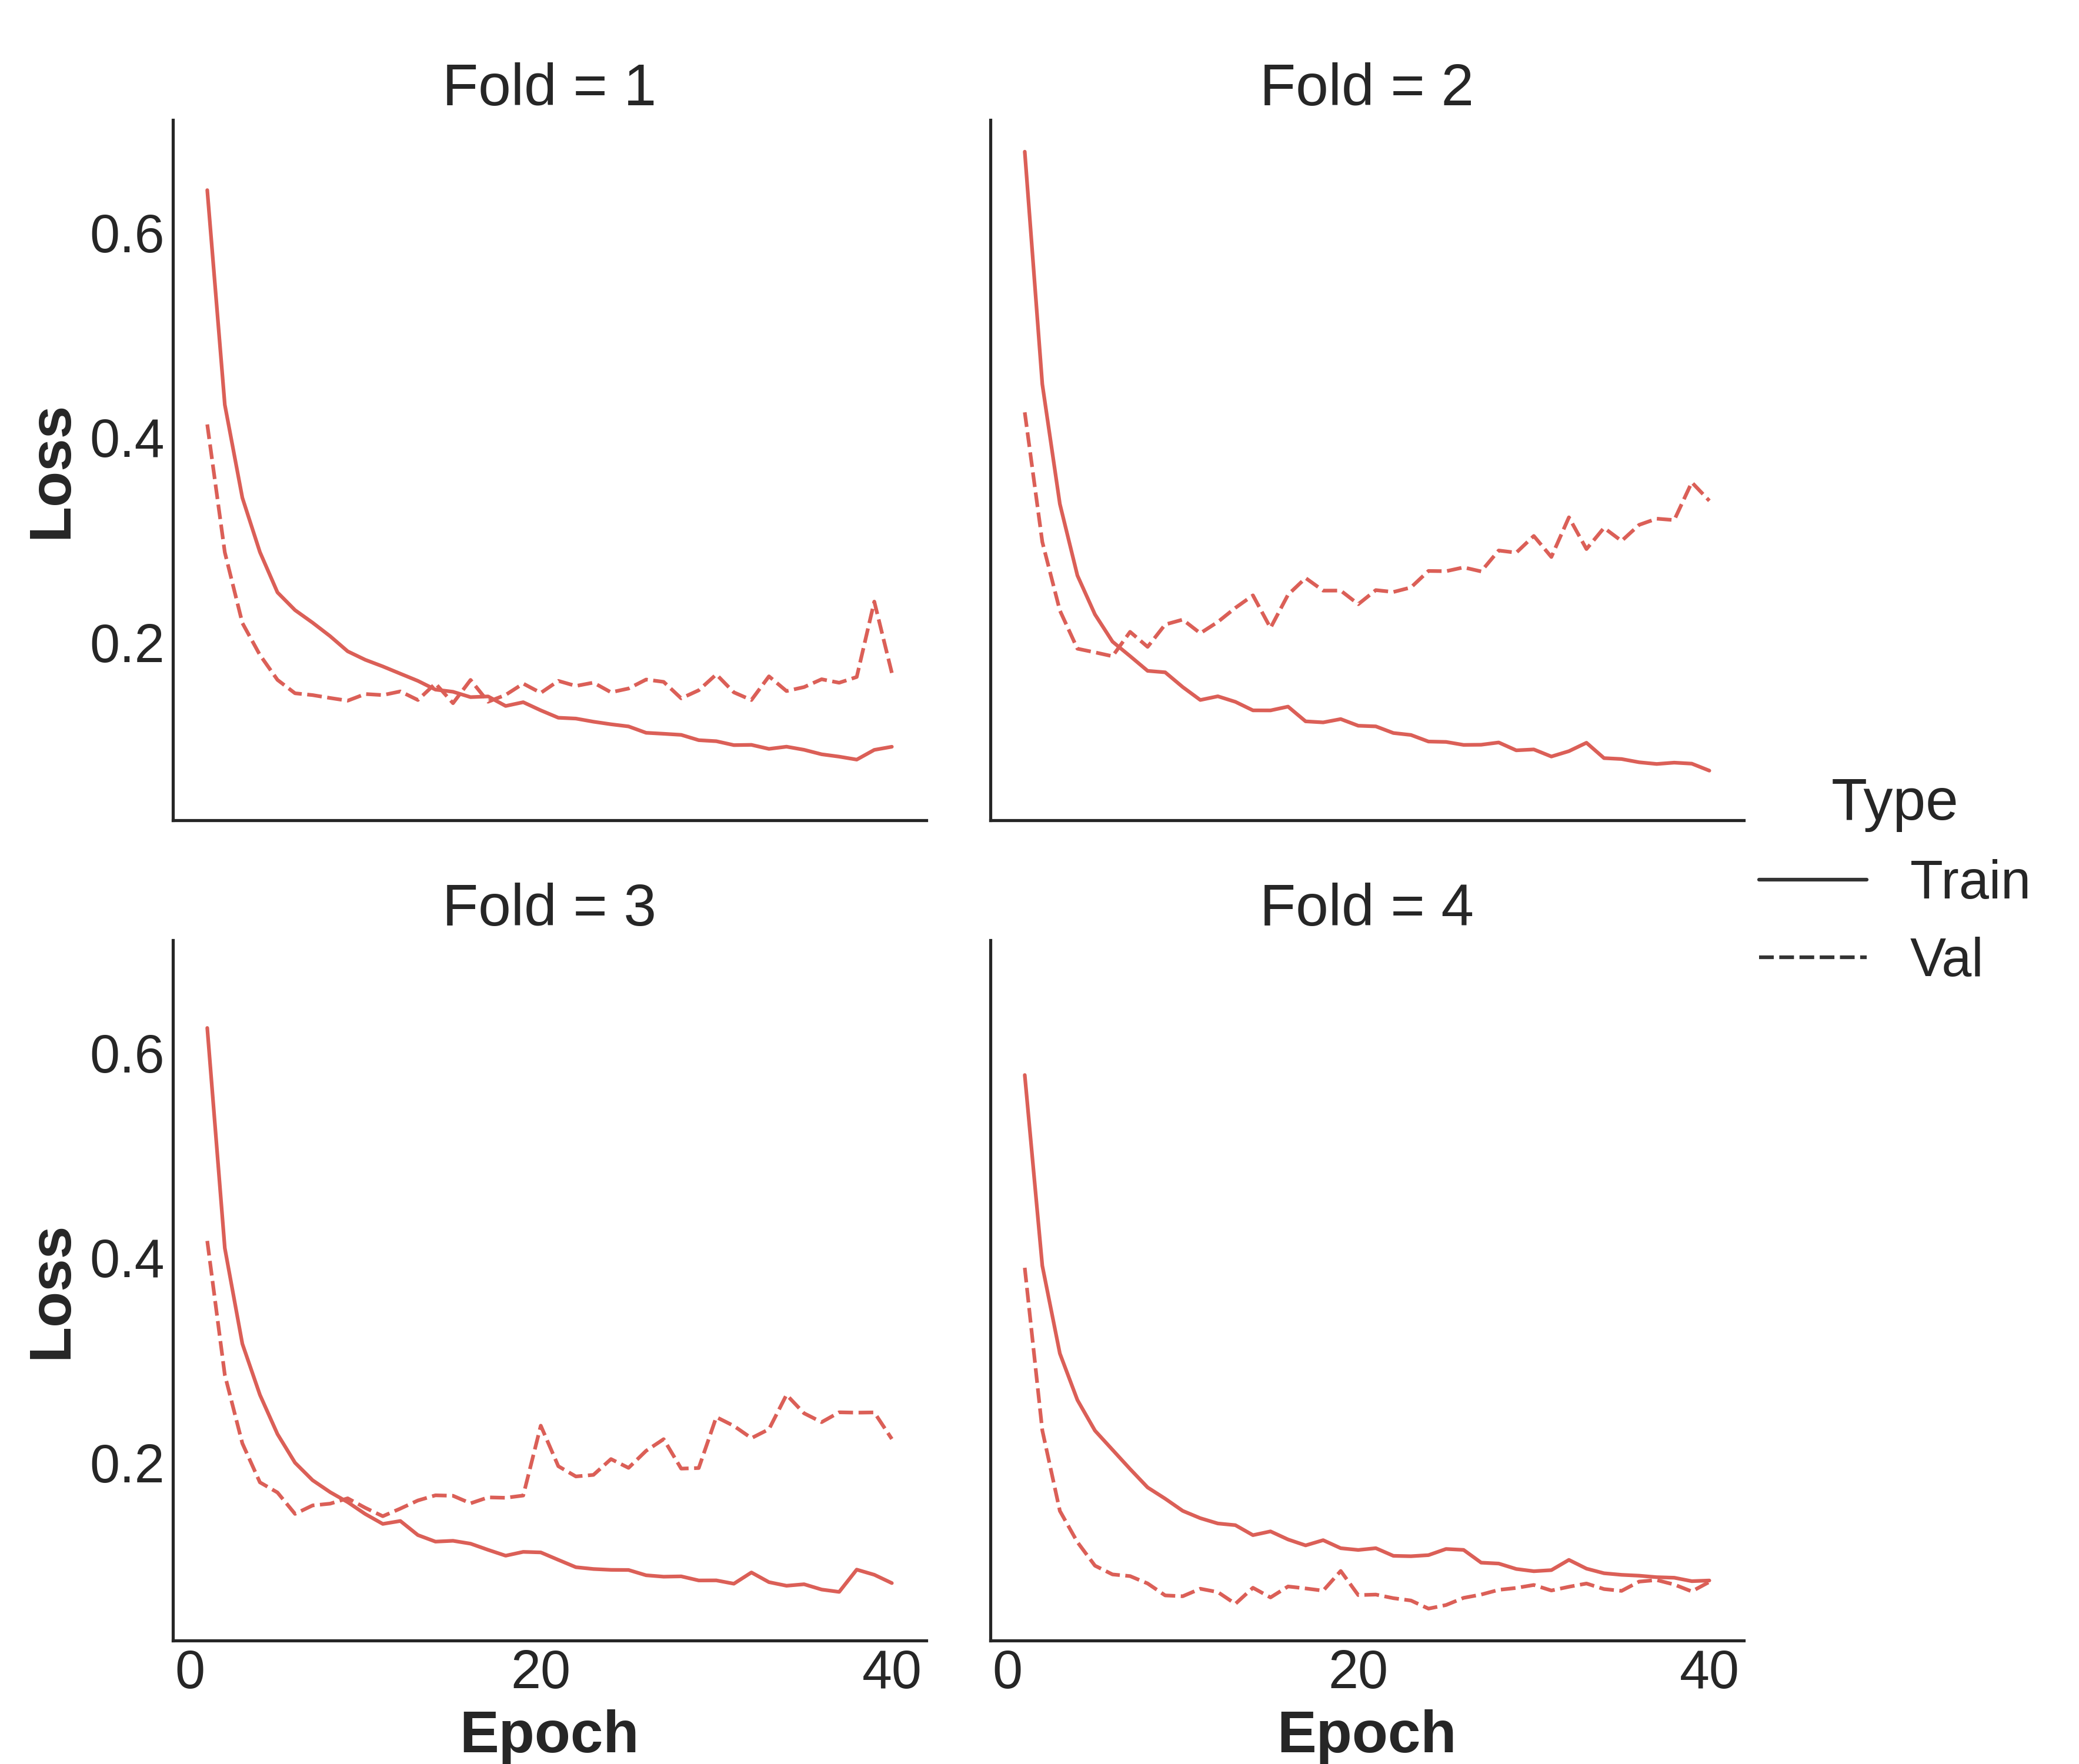 Fold = 1
Fold = 2
0.6
0.4
0.2
Loss
Type
Train
Val
Fold = 3
Fold = 4
0.6
0.4
0.2
Loss
0 20 40
0 20 40
Epoch
Epoch